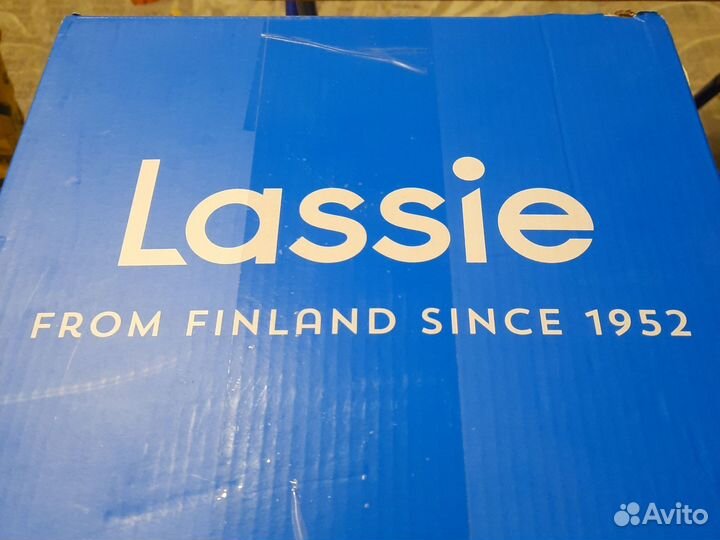 Lassie
FROM FINLAND SINCE 1952
Avito